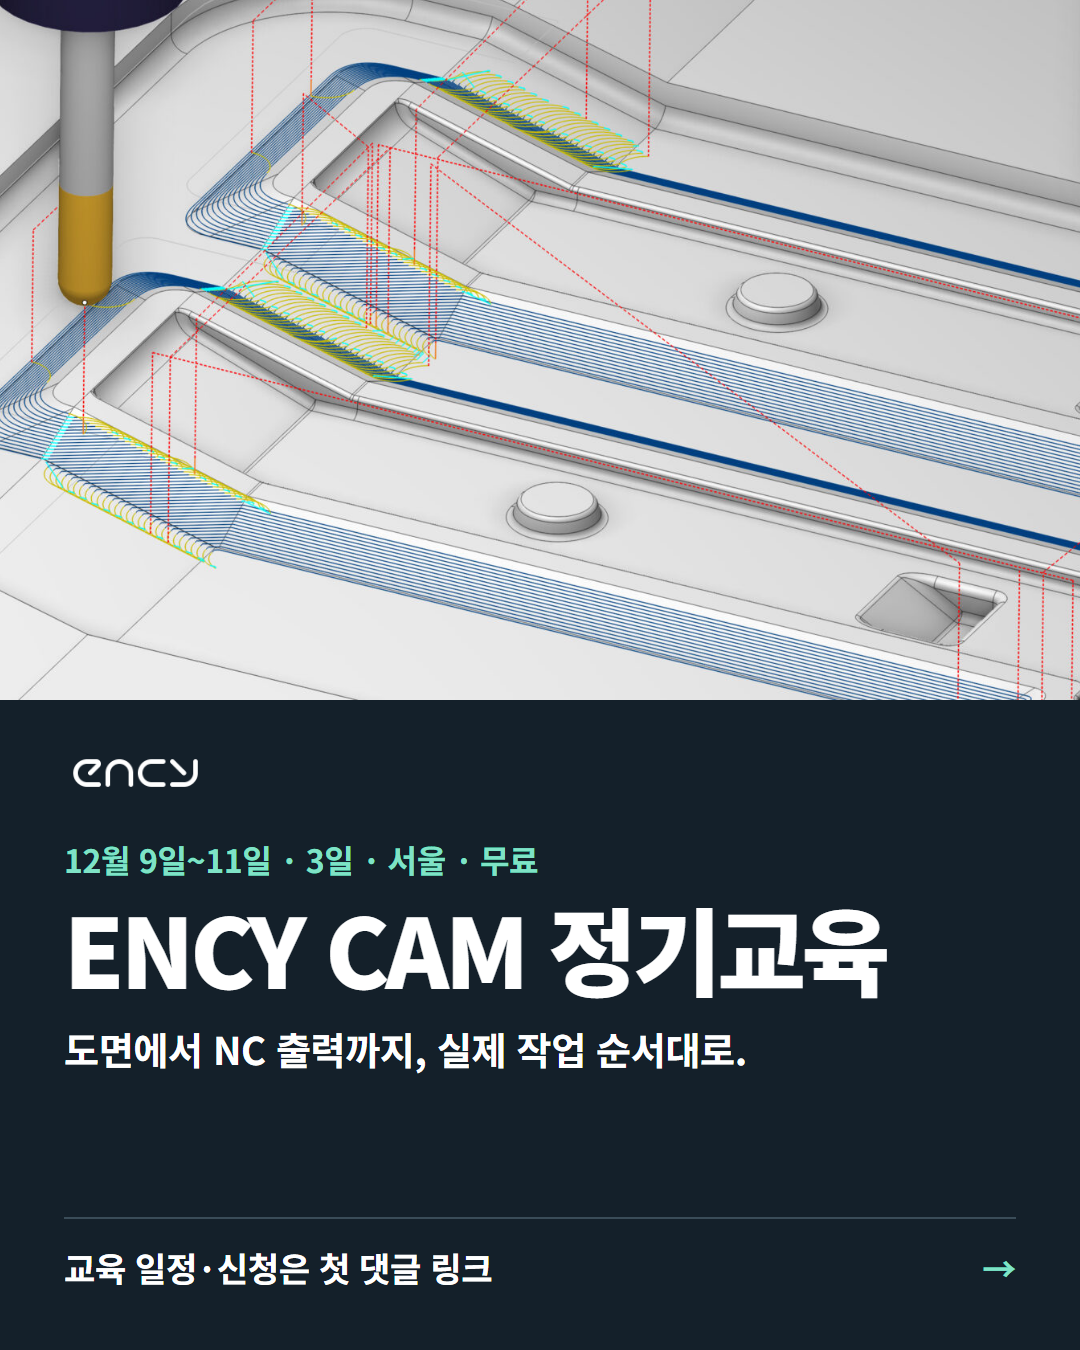 ency
12월 9일~11일 · 3일 · 서울 · 무료
ENCY CAM 정기교육
도면에서 NC 출력까지, 실제 작업 순서대로.
교육 일정·신청은 첫 댓글 링크 →